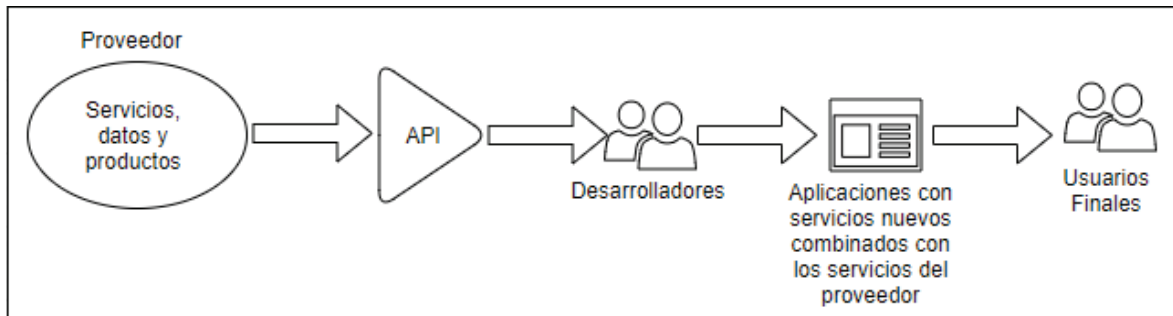 Proveedor
Servicios,
datos y
productos
API
Desarrolladores
Aplicaciones con
servicios nuevos
combinados con
los servicios del
proveedor
Usuarios
Finales